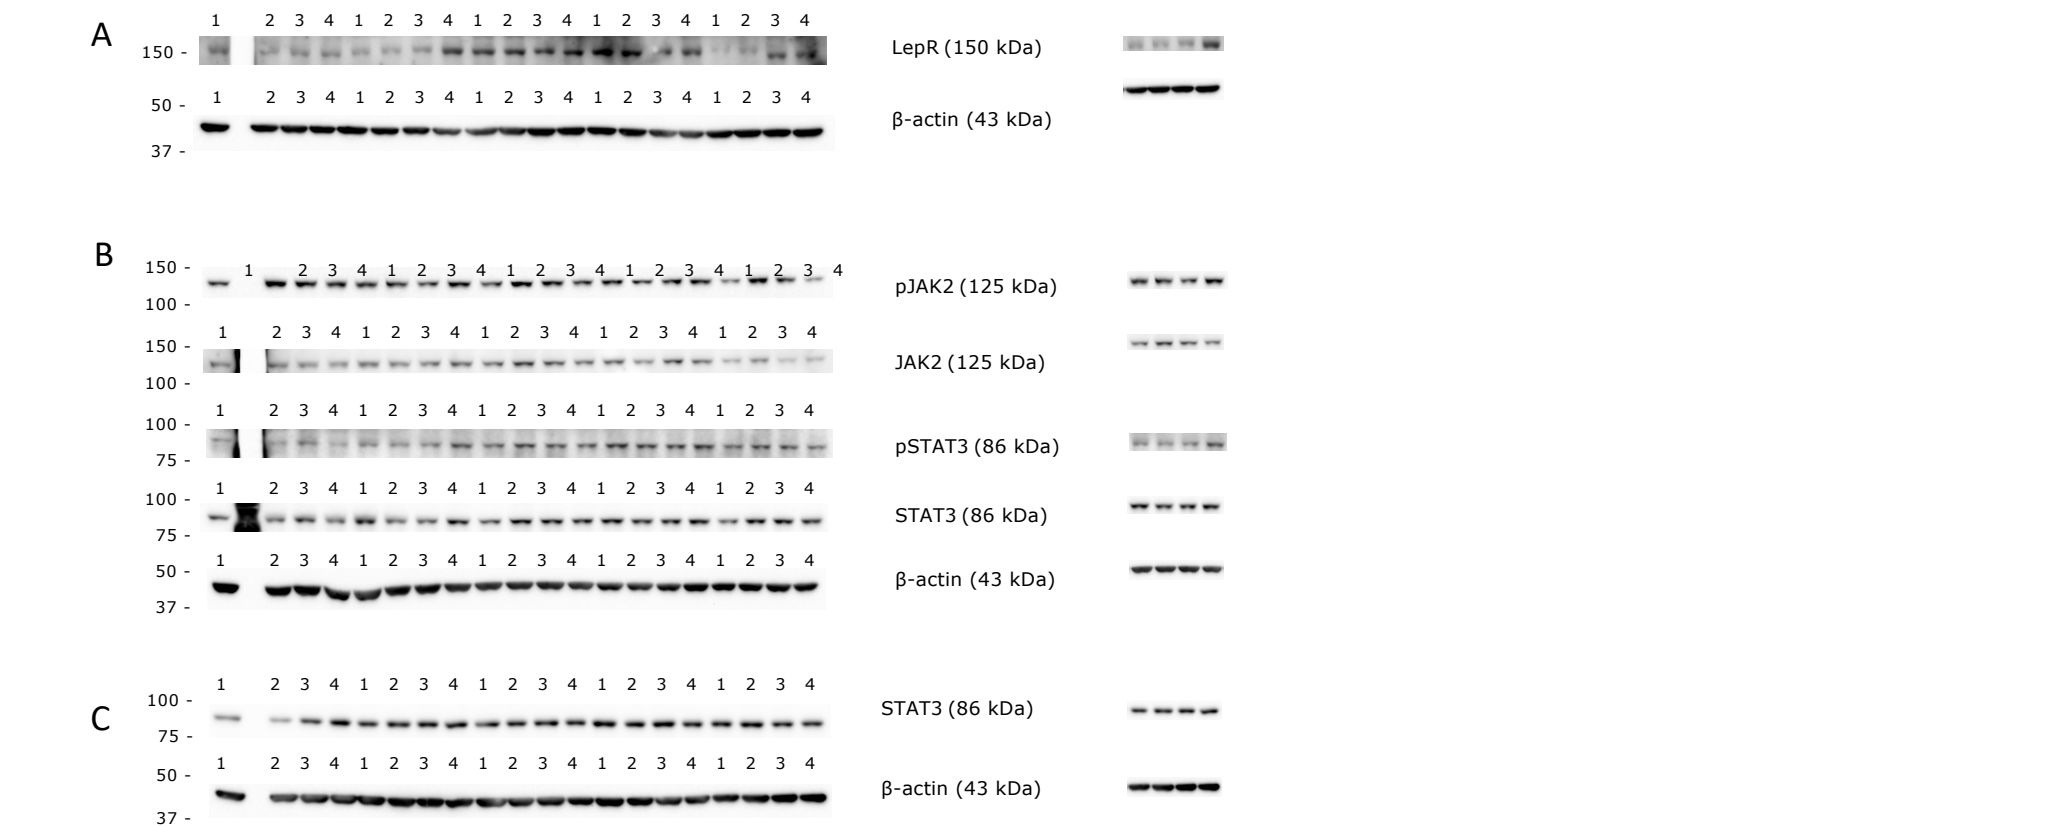 A
1 2 3 4 1 2 3 4 1 2 3 4 1 2 3 4 1 2 3 4
150 -
LepR (150 kDa)
1 2 3 4 1 2 3 4 1 2 3 4 1 2 3 4 1 2 3 4
50 -
β-actin (43 kDa)
37 -
B
150 -
1 2 3 4 1 2 3 4 1 2 3 4 1 2 3 4 1 2 3 4
pJAK2 (125 kDa)
100 -
1 2 3 4 1 2 3 4 1 2 3 4 1 2 3 4 1 2 3 4
150 -
JAK2 (125 kDa)
100 -
1 2 3 4 1 2 3 4 1 2 3 4 1 2 3 4 1 2 3 4
100 -
pSTAT3 (86 kDa)
75 -
1 2 3 4 1 2 3 4 1 2 3 4 1 2 3 4 1 2 3 4
100 -
STAT3 (86 kDa)
75 -
1 2 3 4 1 2 3 4 1 2 3 4 1 2 3 4 1 2 3 4
50 -
β-actin (43 kDa)
37 -
C
1 2 3 4 1 2 3 4 1 2 3 4 1 2 3 4 1 2 3 4
100 -
STAT3 (86 kDa)
75 -
1 2 3 4 1 2 3 4 1 2 3 4 1 2 3 4 1 2 3 4
50 -
β-actin (43 kDa)
37 -